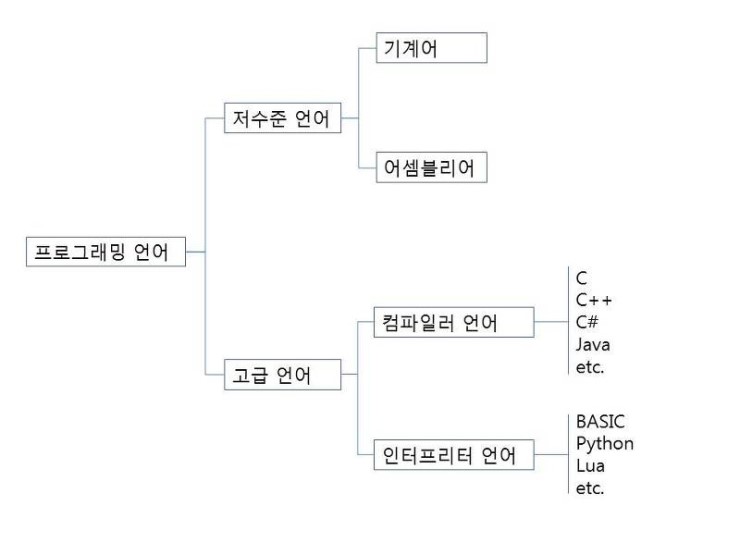 프로그래밍 언어
저수준 언어
기계어
어셈블리어
고급 언어
컴파일러 언어
C
C++
C#
Java
etc.
인터프리터 언어
BASIC
Python
Lua
etc.